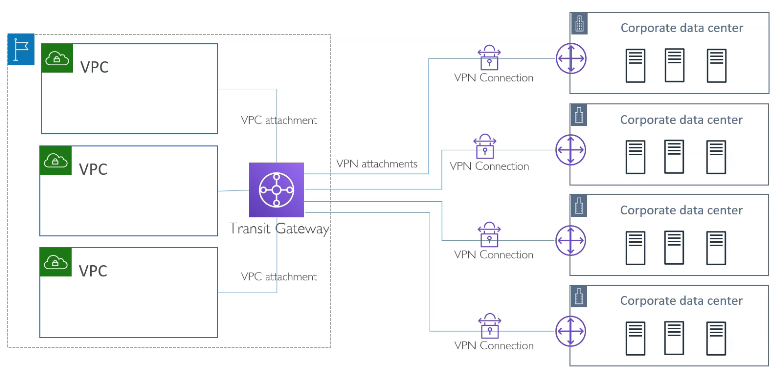 VPC
VPC attachment
VPC
Transit Gateway
VPC
VPC attachment
VPN attachments
VPN Connection
Corporate data center
VPN Connection
Corporate data center
VPN Connection
Corporate data center
VPN Connection
Corporate data center